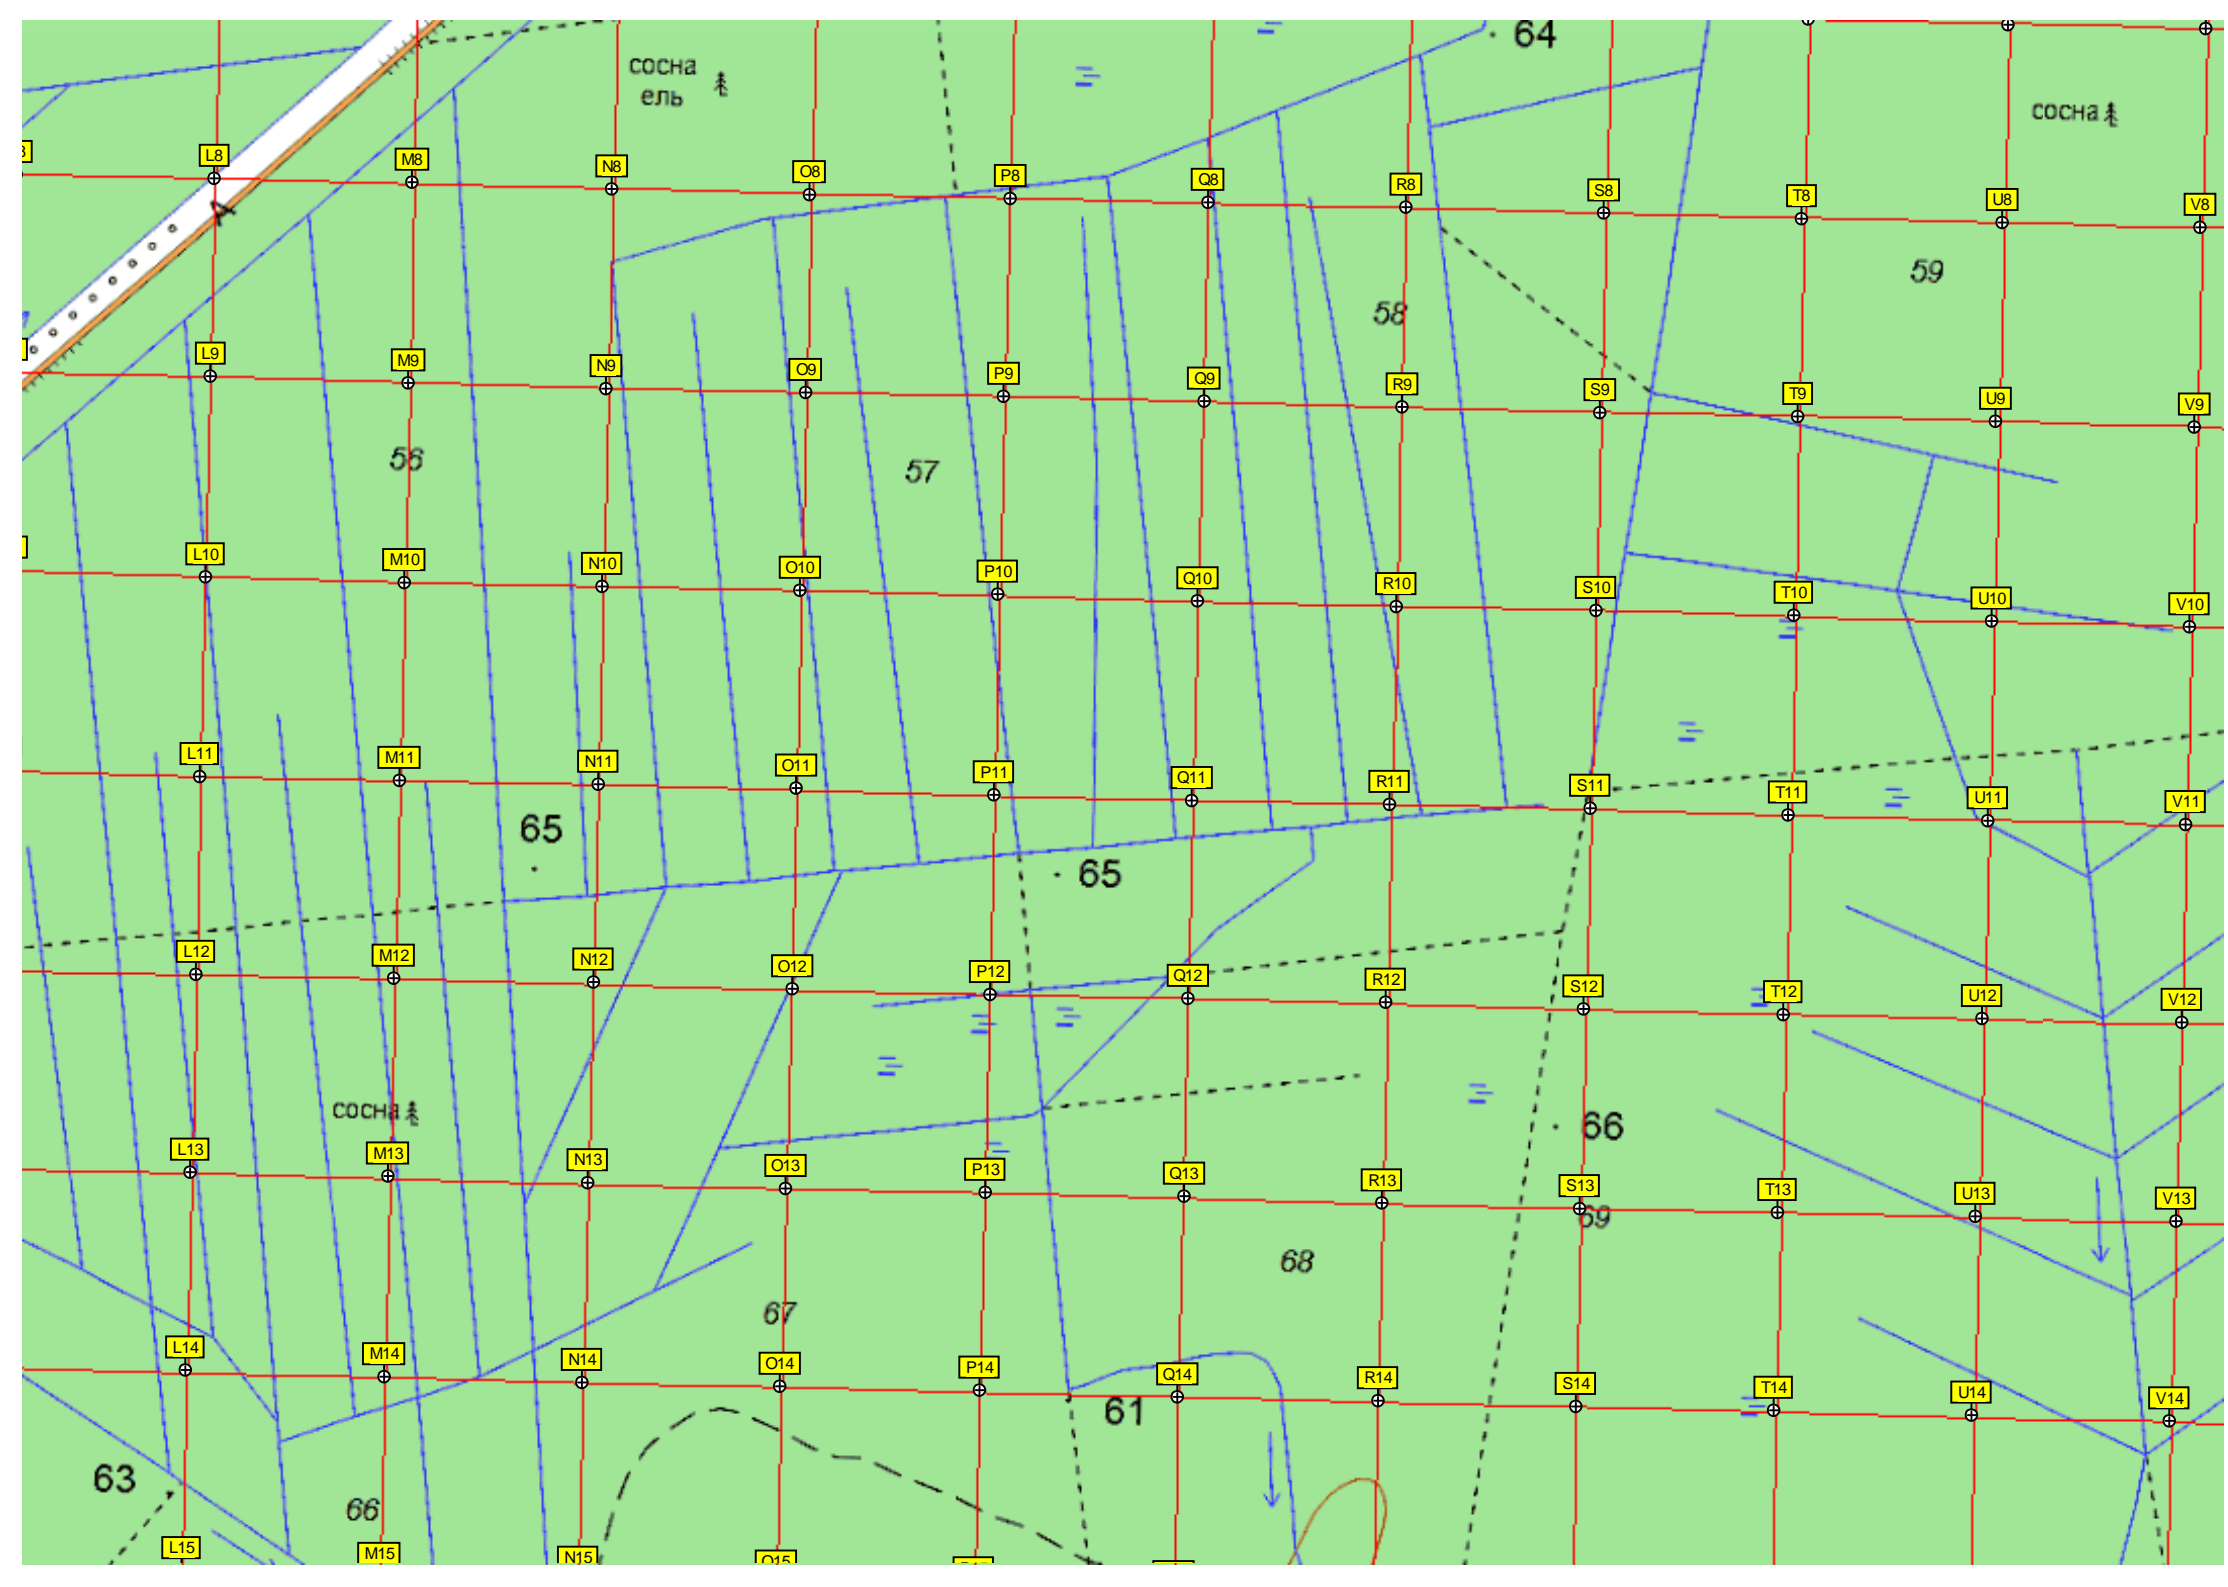 64
сосна
ель
сосна
L8 M8 N8 O8 P8 Q8 R8 S8 T8 U8 V8
А
59
58
L9 M9 N9 O9 P9 Q9 R9 S9 T9 U9 V9
56
57
L10 M10 N10 O10 P10 Q10 R10 S10 T10 U10 V10
L11 M11 N11 O11 P11 Q11 R11 S11 T11 U11 V11
65
65
L12 M12 N12 O12 P12 Q12 R12 S12 T12 U12 V12
сосна
66
L13 M13 N13 O13 P13 Q13 R13 S13 T13 U13 V13
69
68
67
L14 M14 N14 O14 P14 Q14 R14 S14 T14 U14 V14
61
63
66
L15 M15 N15 O15